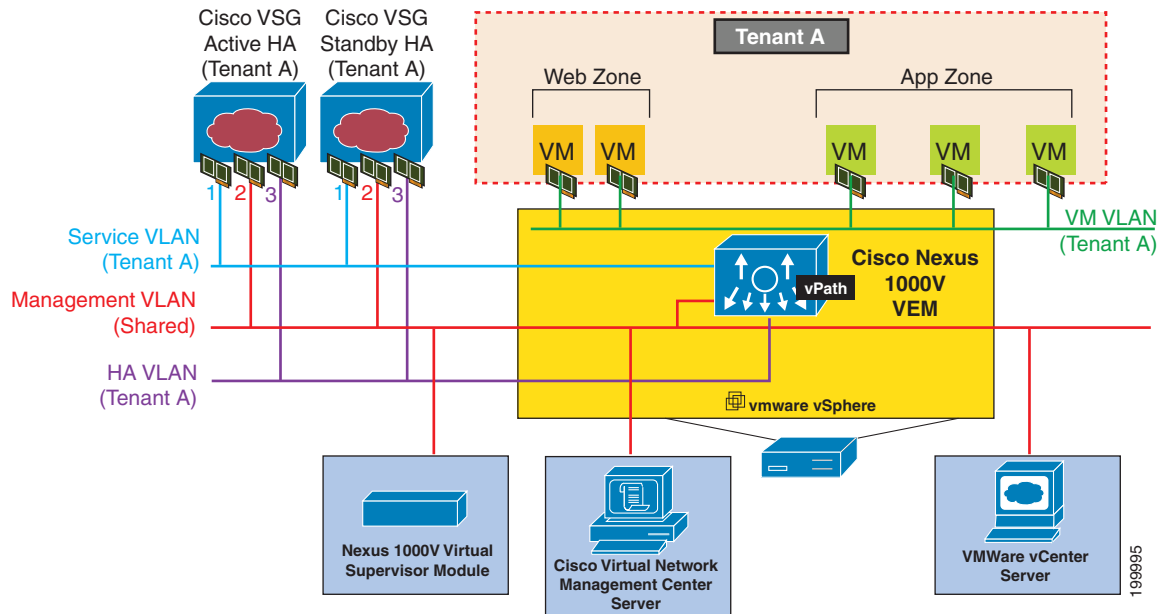 Cisco VSG
Active HA
(Tenant A)
Cisco VSG
Standby HA
(Tenant A)
Tenant A
Web Zone
App Zone
VM
VM
VM
VM
VM
1
2
3
1
2
3
Service VLAN
(Tenant A)
VM VLAN
(Tenant A)
Cisco Nexus
1000V
VEM
vPath
Management VLAN
(Shared)
HA VLAN
(Tenant A)
vmware vSphere
Nexus 1000V Virtual
Supervisor Module
Cisco Virtual Network
Management Center
Server
VMWare vCenter
Server
199995